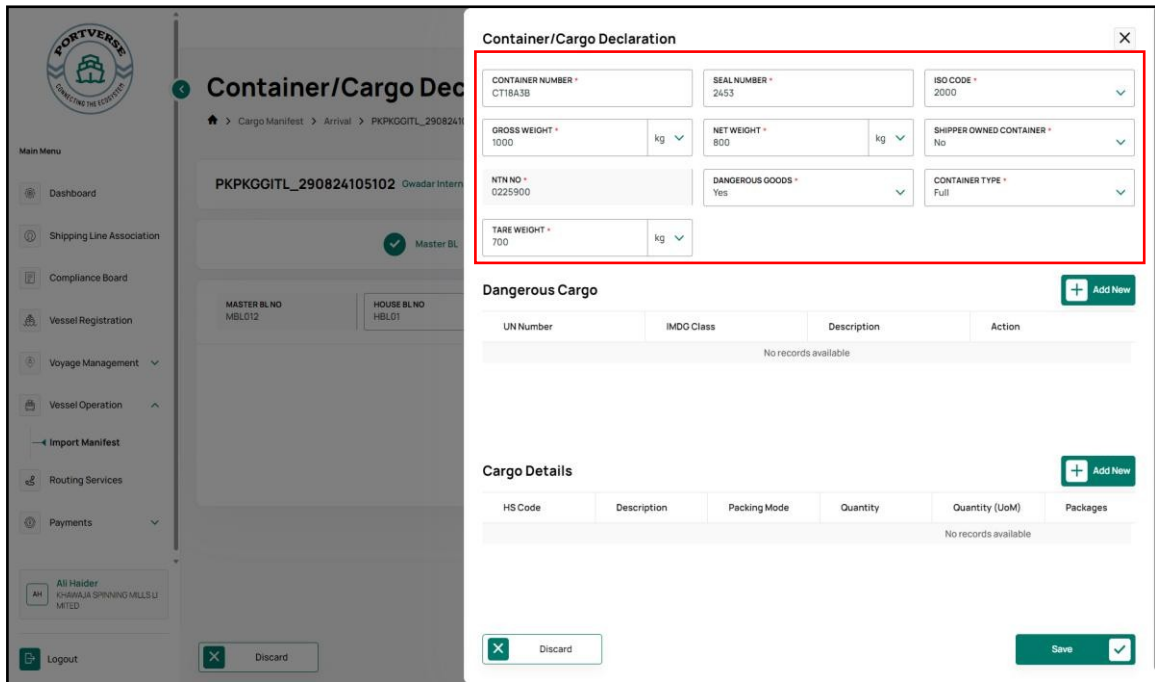 PORTVERSE
CONNECTING THE ECOSYSTEM
Main Menu
Dashboard
Shipping Line Association
Compliance Board
Vessel Registration
Voyage Management
Vessel Operation
Import Manifest
Routing Services
Payments
AH
Ali Haider
KHAWAJA SPINNING MILLS LI
MITED
Logout
Container/Cargo Dec
> Cargo Manifest > Arrival > PKPKGGITL_29082410
PKPKGGITL_290824105102 Gwadar Intern
Master BL
MASTER BL NO
MBL012
HOUSE BL NO
HBL01
Discard
Container/Cargo Declaration
CONTAINER NUMBER *
CT18A3B
SEAL NUMBER *
2453
ISO CODE *
2000
GROSS WEIGHT *
1000
kg
NET WEIGHT *
800
kg
SHIPPER OWNED CONTAINER *
No
NTN NO *
0225900
DANGEROUS GOODS *
Yes
CONTAINER TYPE *
Full
TARE WEIGHT *
700
kg
Dangerous Cargo
Add New
UN Number IMDG Class Description Action
No records available
Cargo Details
Add New
HS Code Description Packing Mode Quantity Quantity (UoM) Packages
No records available
Discard
Save